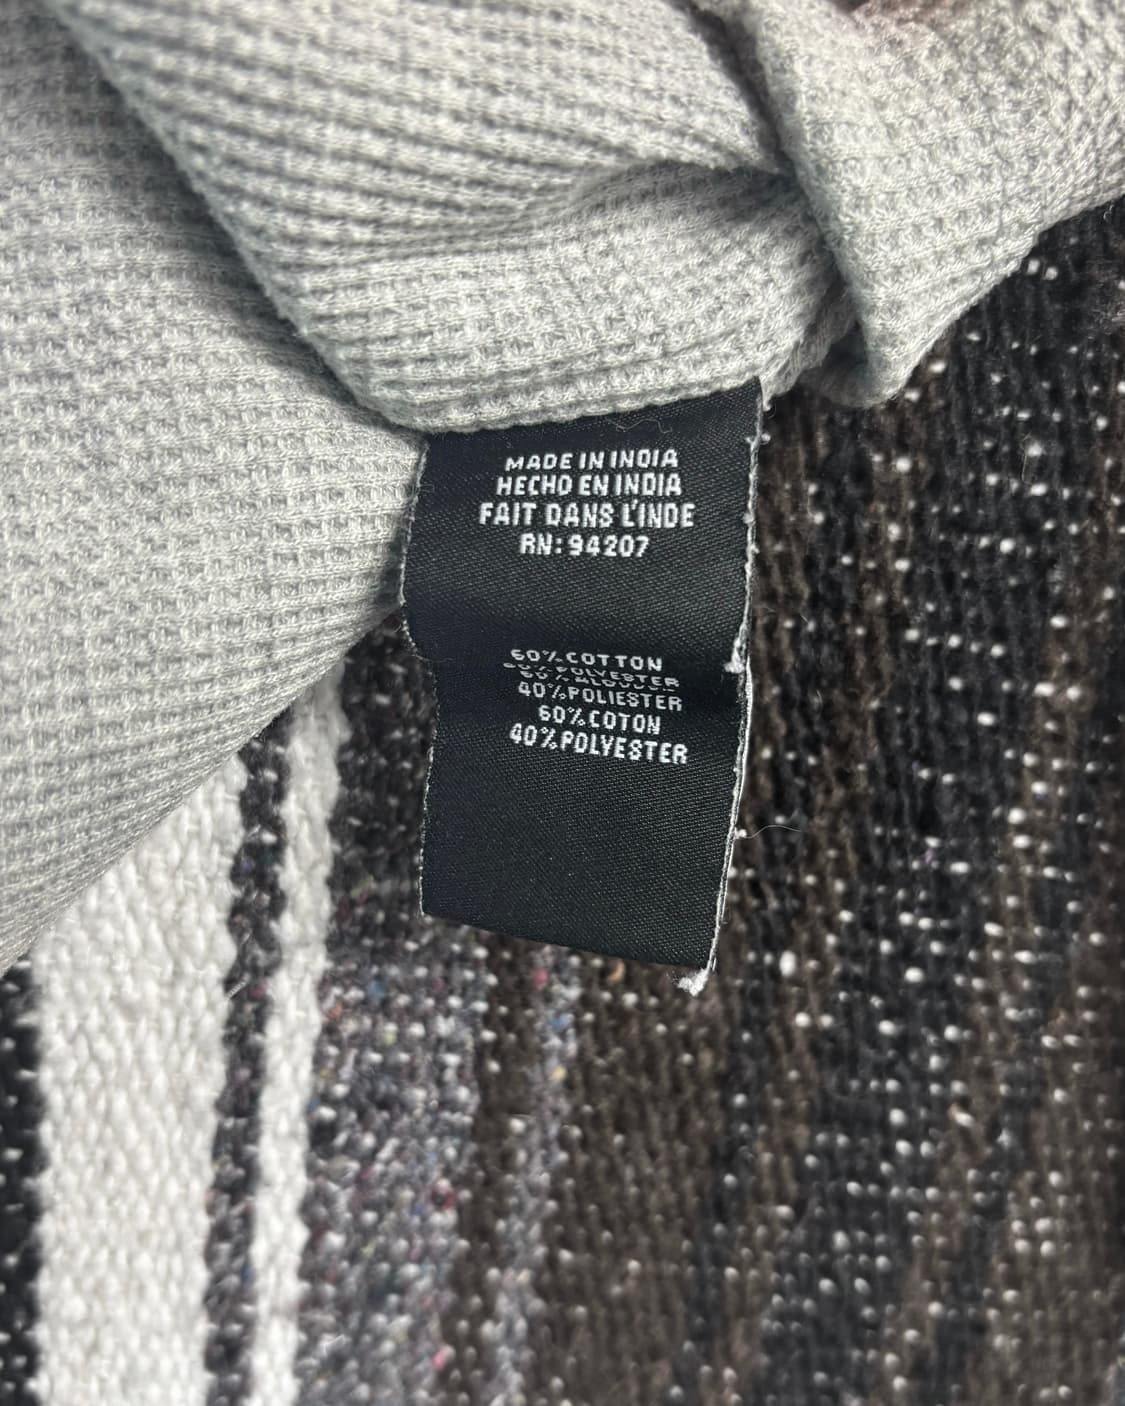 MADE IN INDIA
HECHO EN INDIA
FAIT DANS L'INDE
RN: 94207
60% COTTON
POLYESTER
40% POLIESTER
60% COTON
40% POLYESTER